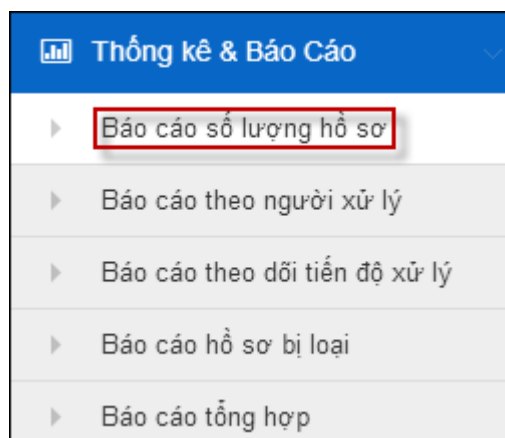 Thống kê & Báo Cáo
Báo cáo số lượng hồ sơ
Báo cáo theo người xử lý
Báo cáo theo dõi tiến độ xử lý
Báo cáo hồ sơ bị loại
Báo cáo tổng hợp